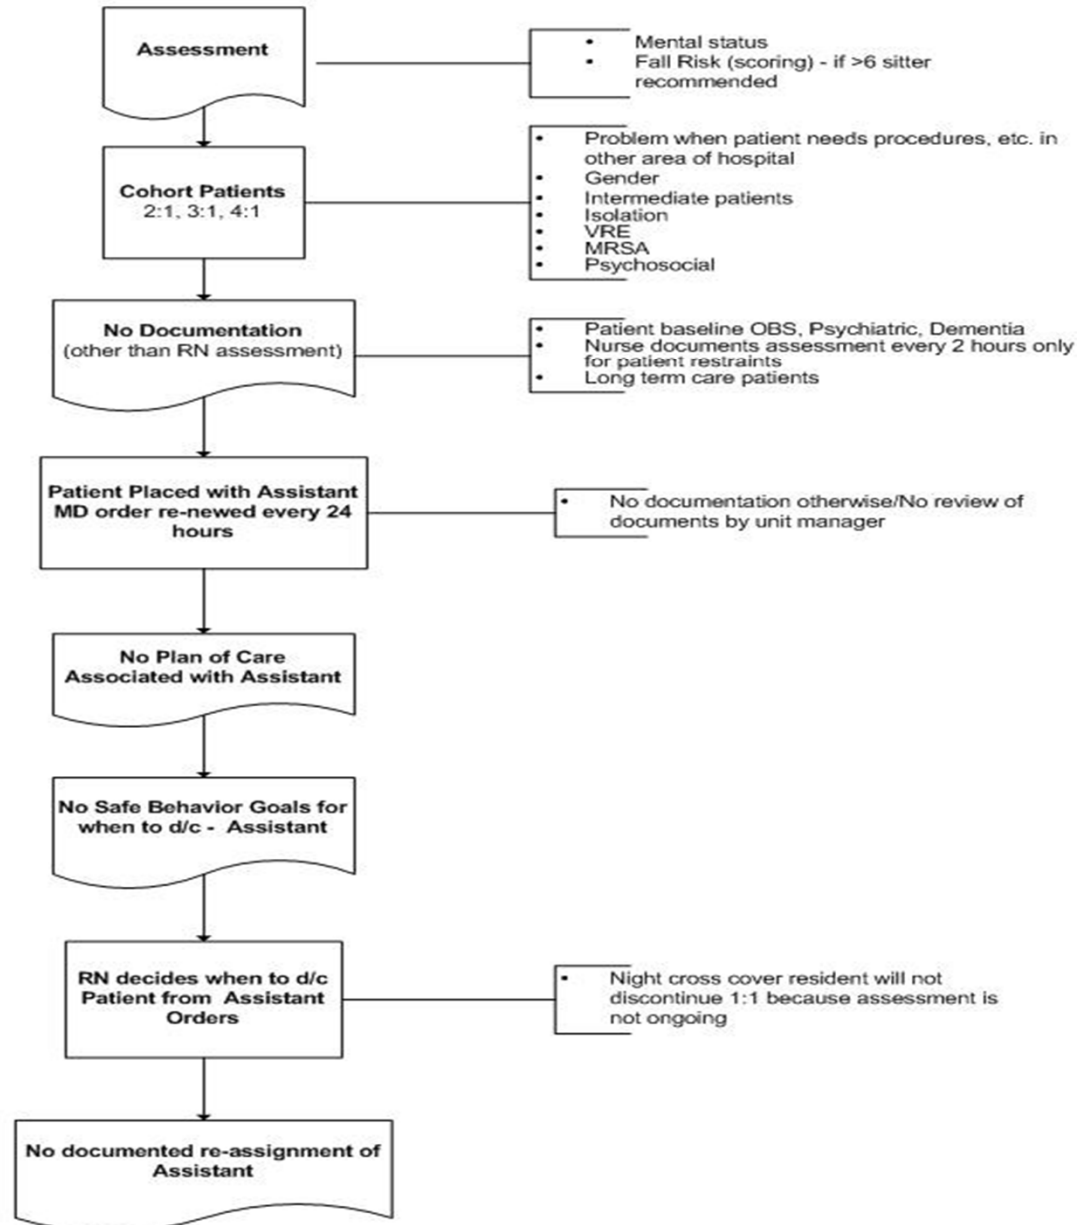 Assessment
• Mental status
• Fall Risk (scoring) - if >6 sitter
recommended
Cohort Patients
2:1, 3:1, 4:1
• Problem when patient needs procedures, etc. in
other area of hospital
• Gender
• Intermediate patients
• Isolation
• VRE
• MRSA
• Psychosocial
No Documentation
(other than RN assessment)
• Patient baseline OBS, Psychiatric, Dementia
• Nurse documents assessment every 2 hours only
for patient restraints
• Long term care patients
Patient Placed with Assistant
MD order re-newed every 24
hours
• No documentation otherwise/No review of
documents by unit manager
No Plan of Care
Associated with Assistant
No Safe Behavior Goals for
when to d/c - Assistant
RN decides when to d/c
Patient from Assistant
Orders
• Night cross cover resident will not
discontinue 1:1 because assessment is
not ongoing
No documented re-assignment of
Assistant